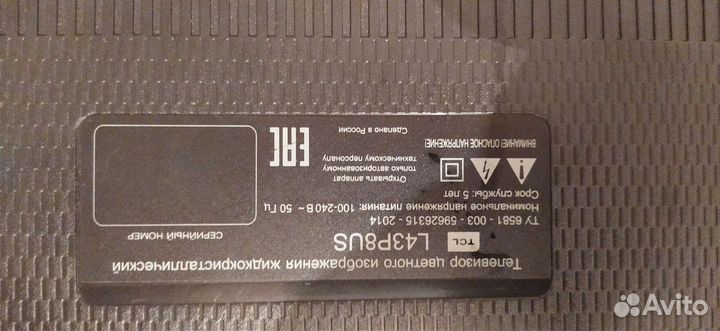 Телевизор цветного изображения жидкокристаллический
TCL L43P8US
ТУ 6581 - 003 - 59626315 - 2014
Номинальное напряжение питания: 100-240 В ~ 50 Гц
Срок службы: 5 лет
ВНИМАНИЕ! ОПАСНОЕ НАПРЯЖЕНИЕ!
Открывать аппарат
только авторизованному
техническому персоналу
EAC
Сделано в России
СЕРИЙНЫЙ НОМЕР
Avito